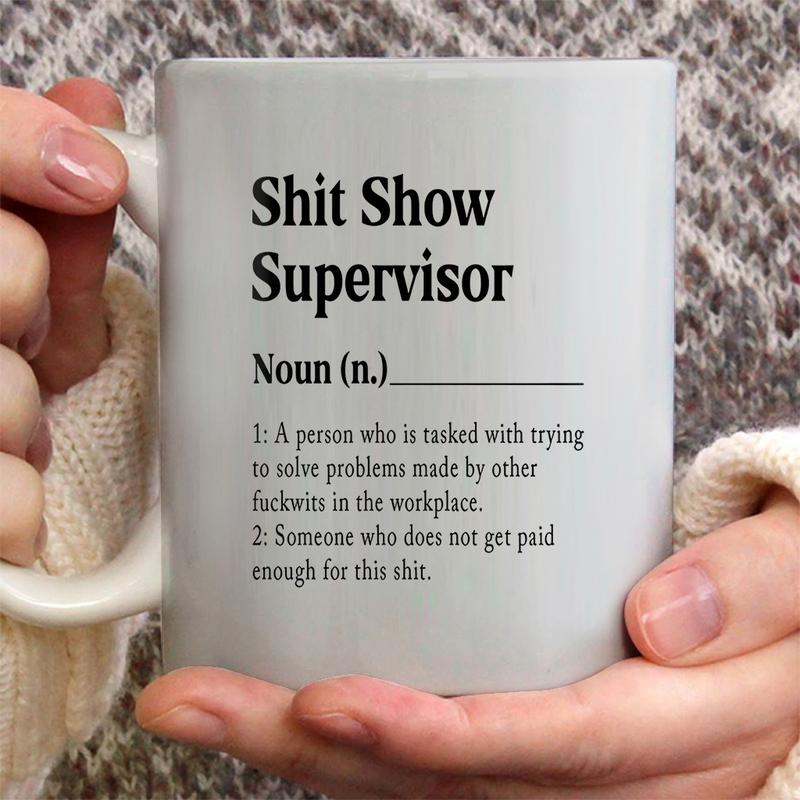 Shit Show
Supervisor
Noun (n.)____________
1: A person who is tasked with trying
to solve problems made by other
fuckwits in the workplace.
2: Someone who does not get paid
enough for this shit.